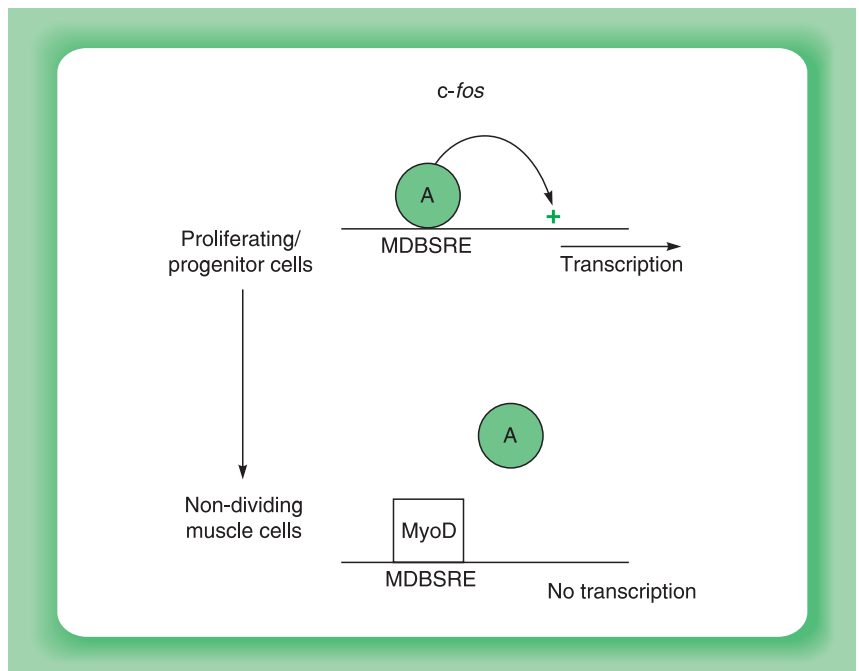 c-fos
A
+
MDBSRE
Proliferating/
progenitor cells
Transcription
A
Non-dividing
muscle cells
MyoD
MDBSRE
No transcription